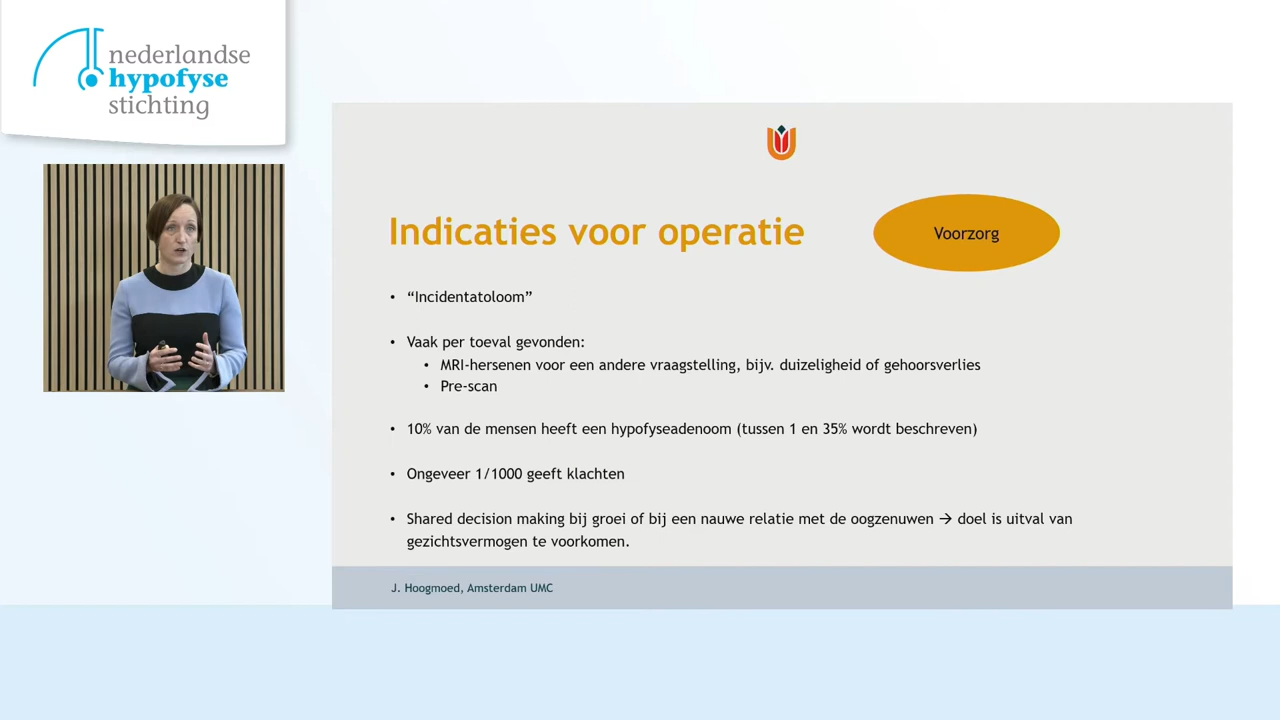 nederlandse
hypofyse
stichting
Indicaties voor operatie
Voorzorg
• “Incidentatoloom”
• Vaak per toeval gevonden:
• MRI-hersenen voor een andere vraagstelling, bijv. duizeligheid of gehoorsverlies
• Pre-scan
• 10% van de mensen heeft een hypofyseadenoom (tussen 1 en 35% wordt beschreven)
• Ongeveer 1/1000 geeft klachten
• Shared decision making bij groei of bij een nauwe relatie met de oogzenuwen → doel is uitval van
gezichtsvermogen te voorkomen.
J. Hoogmoed, Amsterdam UMC